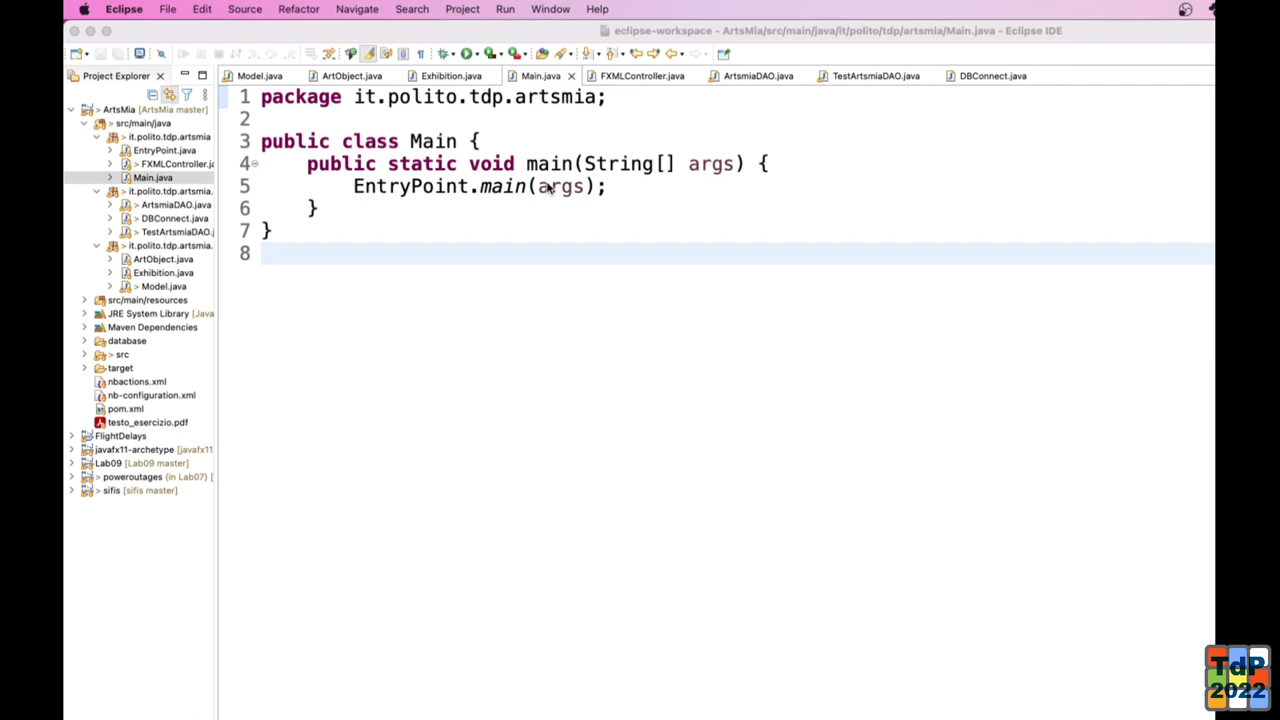 Eclipse File Edit Source Refactor Navigate Search Project Run Window Help
eclipse-workspace - ArtsMia/src/main/java/it/polito/tdp/artsmia/Main.java - Eclipse IDE
Project Explorer
Model.java ArtObject.java Exhibition.java Main.java FXMLController.java ArtsmiaDAO.java TestArtsmiaDAO.java DBConnect.java
> ArtsMia [ArtsMia master]
> src/main/java
> it.polito.tdp.artsmia
EntryPoint.java
> FXMLController.ja
Main.java
> it.polito.tdp.artsmia.
> ArtsmiaDAO.java
> DBConnect.java
> TestArtsmiaDAO.j
> it.polito.tdp.artsmia.
ArtObject.java
Exhibition.java
> Model.java
src/main/resources
JRE System Library [Java
Maven Dependencies
database
> src
target
nbactions.xml
nb-configuration.xml
pom.xml
testo_esercizio.pdf
FlightDelays
javafx11-archetype [javafx11
Lab09 [Lab09 master]
> poweroutages (in Lab07) [
> sifis [sifis master]
1 package it.polito.tdp.artsmia;
2
3 public class Main {
4 public static void main(String[] args) {
5 EntryPoint.main(args);
6 }
7 }
8
TdP
2022